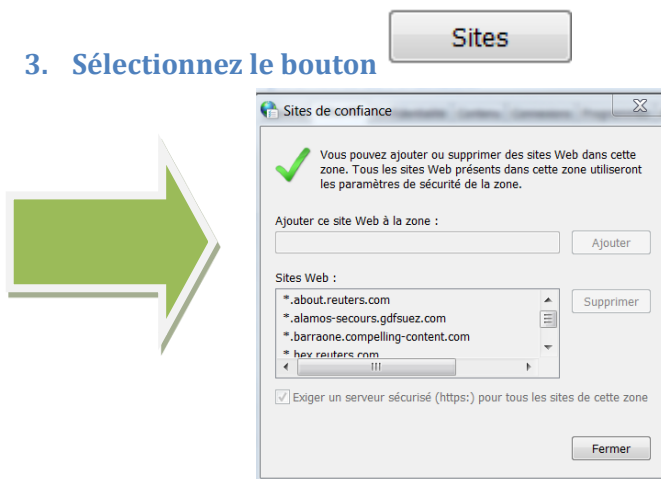 Sites
3. Sélectionnez le bouton
Sites de confiance
Vous pouvez ajouter ou supprimer des sites Web dans cette
zone. Tous les sites Web présents dans cette zone utiliseront
les paramètres de sécurité de la zone.
Ajouter ce site Web à la zone :
Ajouter
Sites Web :
*.about.reuters.com
Supprimer
*.alamos-secours.gdfsuez.com
*.barraone.compelling-content.com
*.hex.reuters.com
Exiger un serveur sécurisé (https:) pour tous les sites de cette zone
Fermer